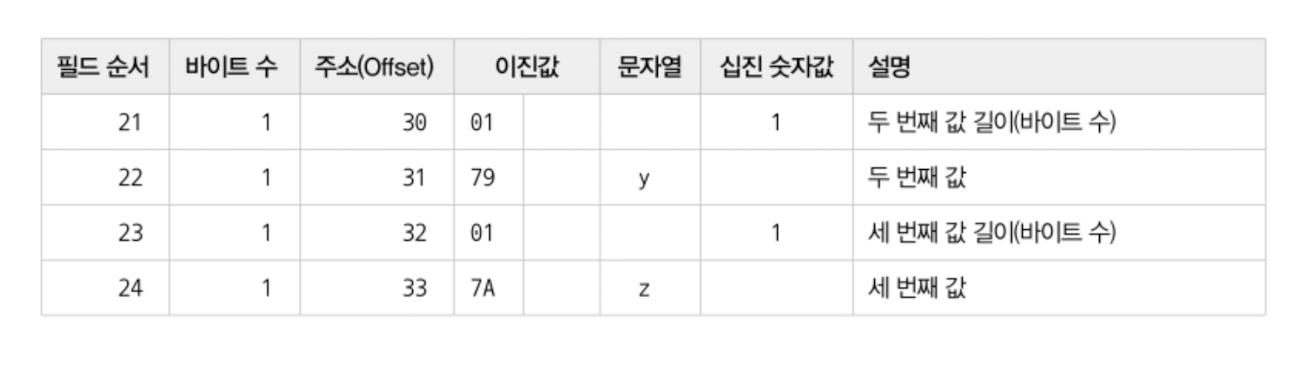 필드 순서 바이트 수 주소(Offset) 이진값 문자열 십진 숫자값 설명
21 1 30 01 1 두 번째 값 길이(바이트 수)
22 1 31 79 y 두 번째 값
23 1 32 01 1 세 번째 값 길이(바이트 수)
24 1 33 7A z 세 번째 값